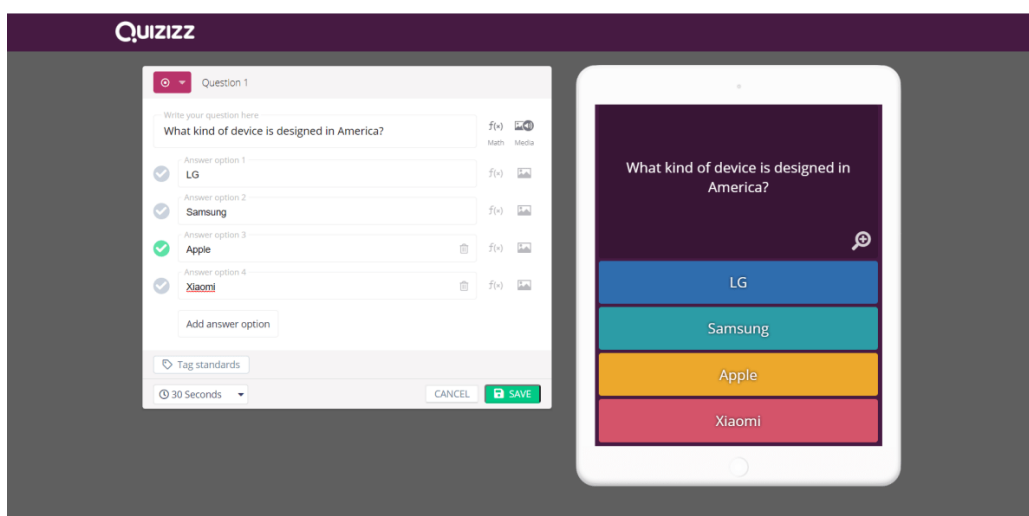 QUIZIZZ
Question 1
Write your question here
What kind of device is designed in America?
f(×) Math
Media
Answer option 1
LG
f(×)
Answer option 2
Samsung
f(×)
Answer option 3
Apple
f(×)
Answer option 4
Xiaomi
f(×)
Add answer option
Tag standards
30 Seconds
CANCEL
SAVE
What kind of device is designed in
America?
LG
Samsung
Apple
Xiaomi